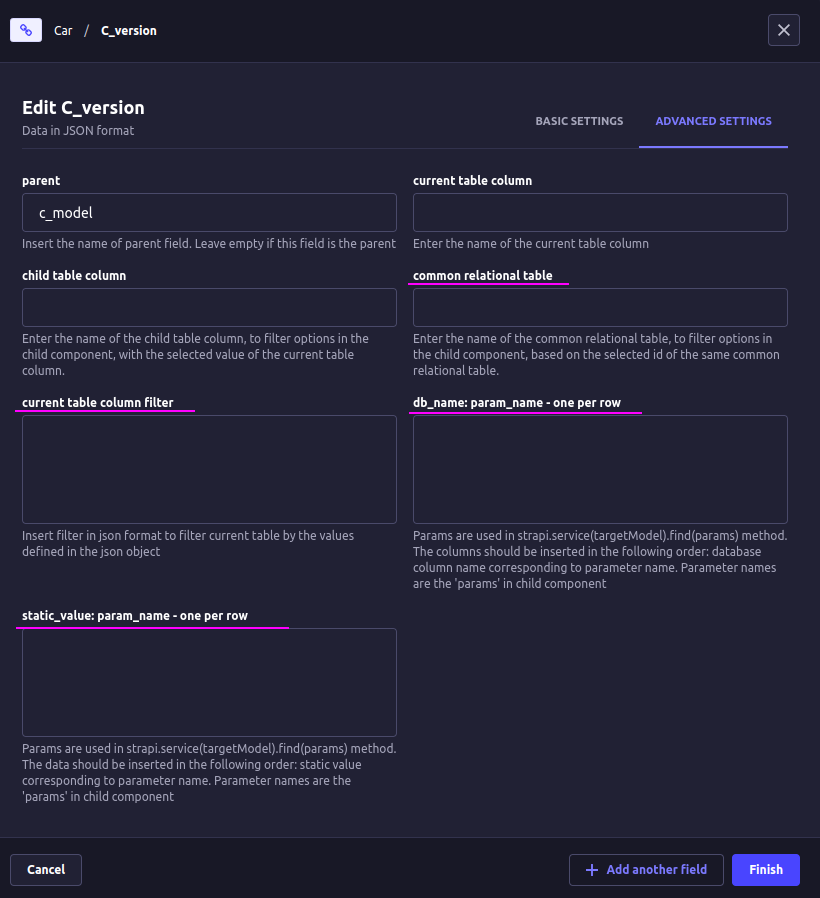 Car / C_version
Edit C_version
Data in JSON format
BASIC SETTINGS
ADVANCED SETTINGS
parent
c_model
Insert the name of parent field. Leave empty if this field is the parent
current table column
Enter the name of the current table column
child table column
Enter the name of the child table column, to filter options in the
child component, with the selected value of the current table
column.
common relational table
Enter the name of the common relational table, to filter options in
the child component, based on the selected id of the same common
relational table.
current table column filter
Insert filter in json format to filter current table by the values
defined in the json object
db_name: param_name - one per row
Params are used in strapi.service(targetModel).find(params) method.
The columns should be inserted in the following order: database
column name corresponding to parameter name. Parameter names
are the 'params' in child component
static_value: param_name - one per row
Params are used in strapi.service(targetModel).find(params) method.
The data should be inserted in the following order: static value
corresponding to parameter name. Parameter names are the
'params' in child component
Cancel
Add another field
Finish